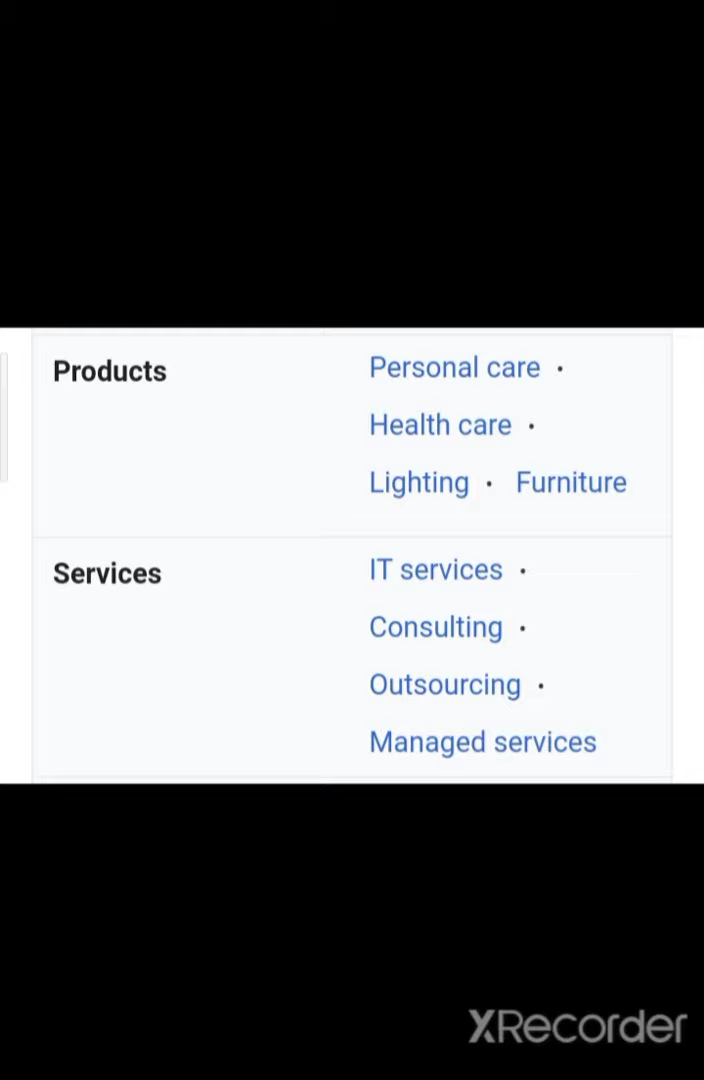 Products
Personal care ·
Health care ·
Lighting · Furniture
Services
IT services ·
Consulting ·
Outsourcing ·
Managed services
XRecorder